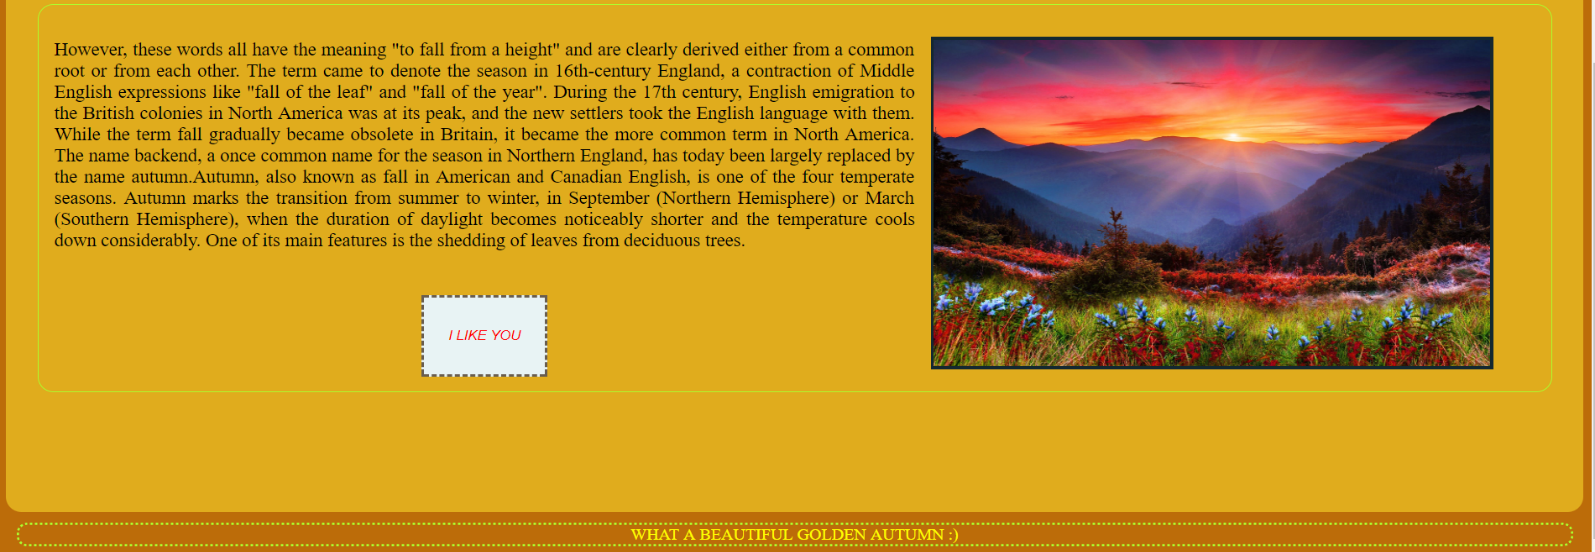 However, these words all have the meaning "to fall from a height" and are clearly derived either from a common
root or from each other. The term came to denote the season in 16th-century England, a contraction of Middle
English expressions like "fall of the leaf" and "fall of the year". During the 17th century, English emigration to
the British colonies in North America was at its peak, and the new settlers took the English language with them.
While the term fall gradually became obsolete in Britain, it became the more common term in North America.
The name backend, a once common name for the season in Northern England, has today been largely replaced by
the name autumn.Autumn, also known as fall in American and Canadian English, is one of the four temperate
seasons. Autumn marks the transition from summer to winter, in September (Northern Hemisphere) or March
(Southern Hemisphere), when the duration of daylight becomes noticeably shorter and the temperature cools
down considerably. One of its main features is the shedding of leaves from deciduous trees.
I LIKE YOU
WHAT A BEAUTIFUL GOLDEN AUTUMN :)